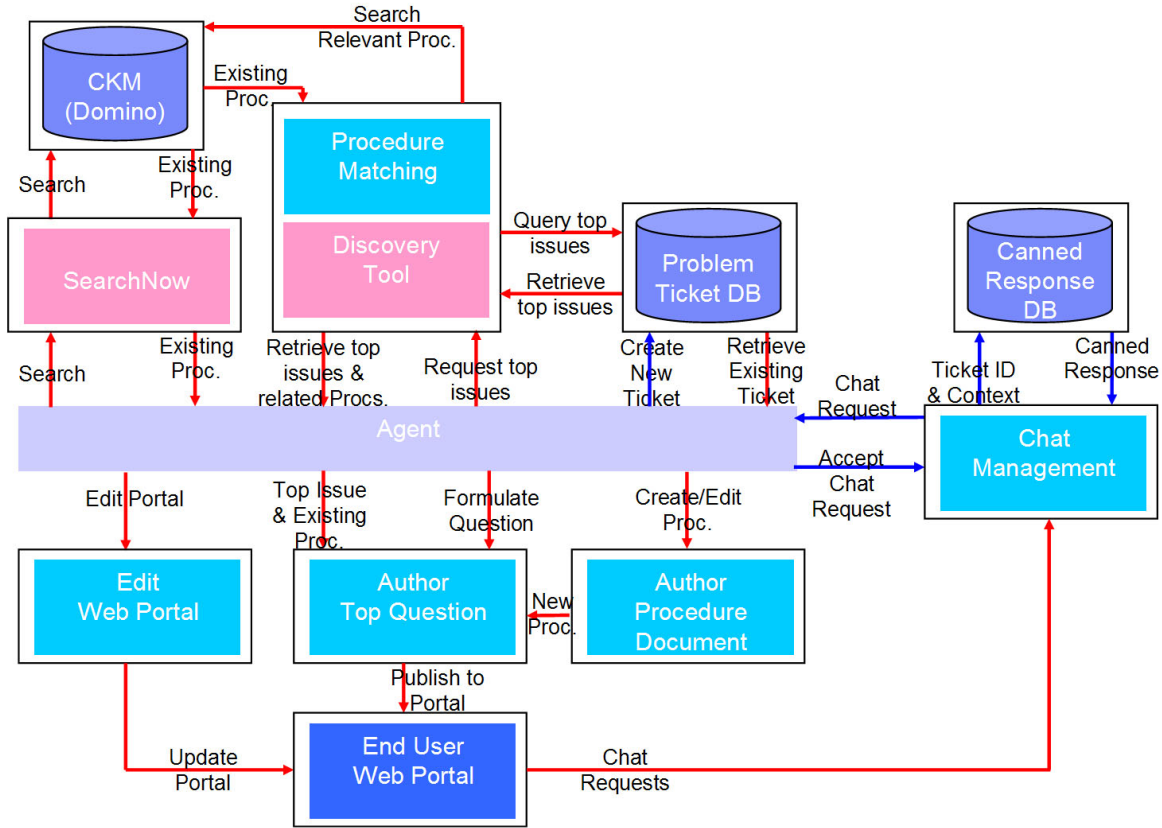 Search
Relevant Proc.
CKM
(Domino)
Existing
Proc.
Procedure
Matching
Search
Existing
Proc.
Query top
issues
Discovery
Tool
Problem
Ticket DB
Canned
Response
DB
SearchNow
Retrieve
top issues
Search
Existing
Proc.
Retrieve top
issues &
related Procs.
Request top
issues
Create
New
Ticket
Retrieve
Existing
Ticket
Chat
Request
Ticket ID
& Context
Canned
Response
Agent
Chat
Management
Accept
Chat
Request
Edit Portal
Top Issue
& Existing
Proc.
Formulate
Question
Create/Edit
Proc.
Edit
Web Portal
Author
Top Question
New
Proc.
Author
Procedure
Document
Publish to
Portal
Update
Portal
End User
Web Portal
Chat
Requests